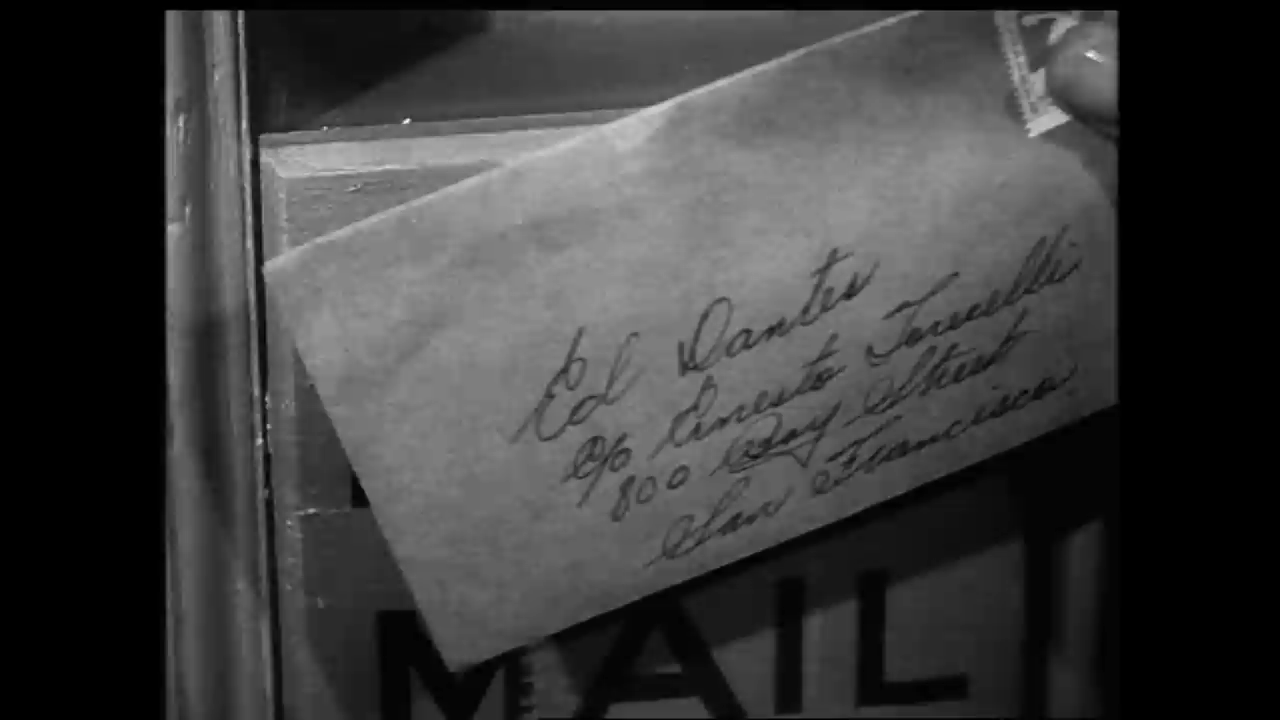 Ed Dantes
c/o Ernesto Torrelli
800 Bay Street
San Francisco.
MAIL